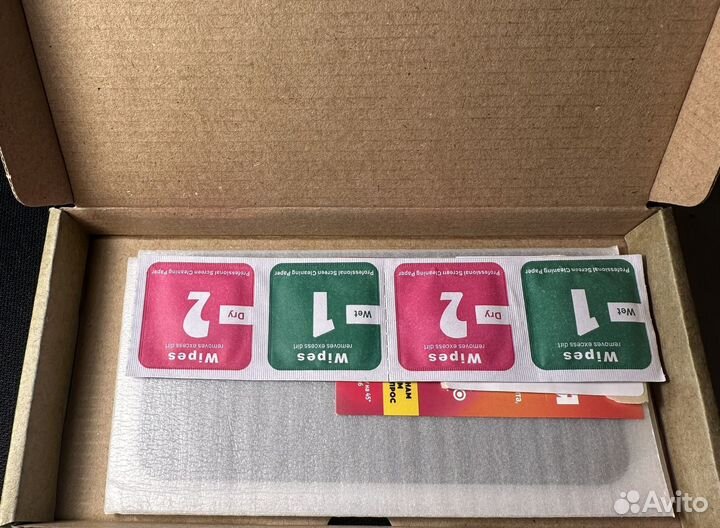 Wipes
removes excess dirt
1
Wet
Professional Screen Cleaning Paper
Wipes
removes excess dirt
2
Dry
Professional Screen Cleaning Paper
Wipes
removes excess dirt
1
Wet
Professional Screen Cleaning Paper
Wipes
removes excess dirt
2
Dry
Professional Screen Cleaning Paper
НАМ
ПРОС
Avito